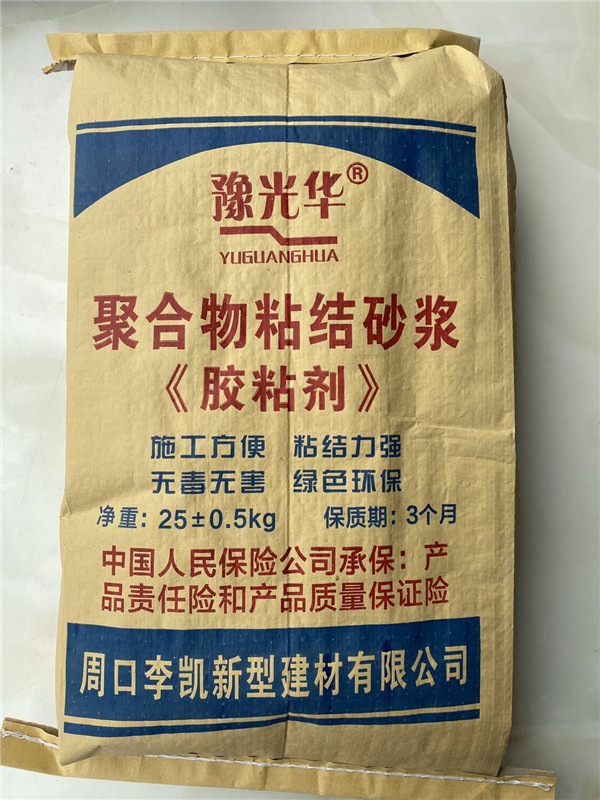 豫光华®
YUGUANGHUA
聚合物粘结砂浆
《胶粘剂》
施工方便 粘结力强
无毒无害 绿色环保
净重：25±0.5kg 保质期：3个月
中国人民保险公司承保：产
品责任险和产品质量保证险
周口李凯新型建材有限公司